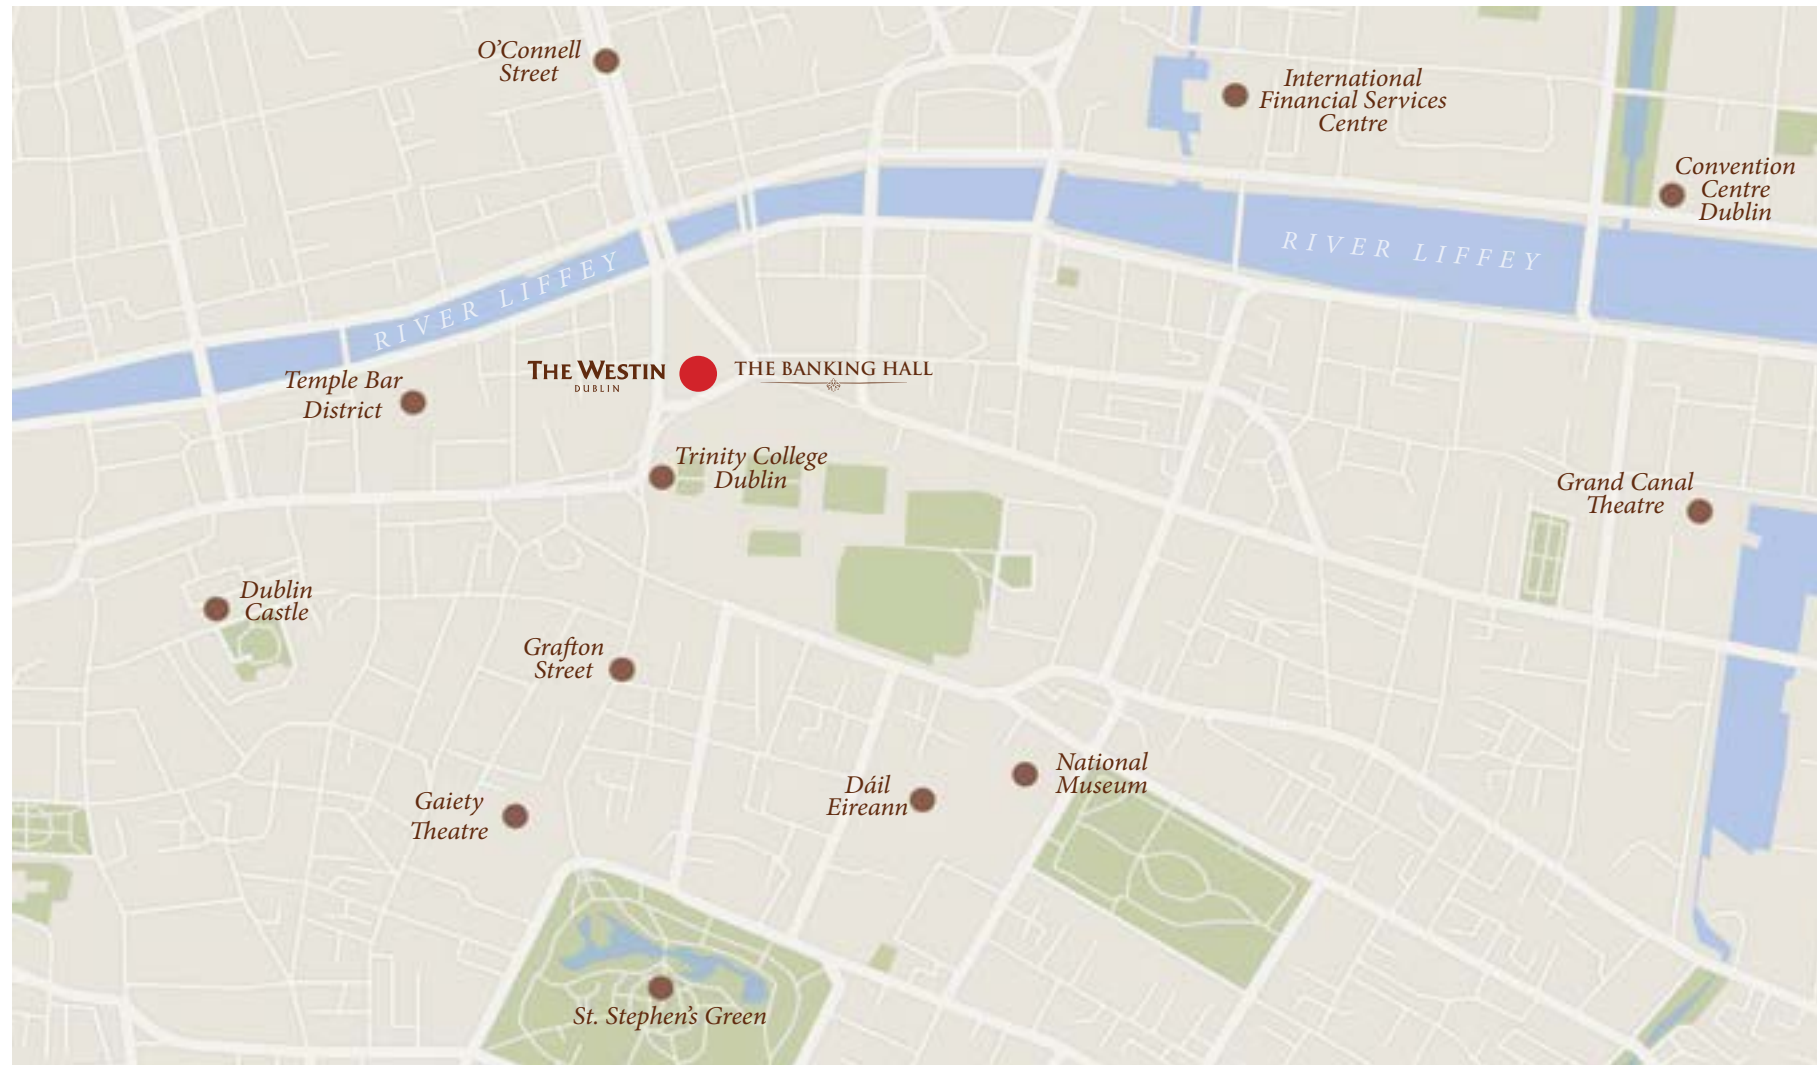 O'Connell
Street
International
Financial Services
Centre
Convention
Centre
Dublin
RIVER LIFFEY
RIVER LIFFEY
THE WESTIN
DUBLIN
THE BANKING HALL
Temple Bar
District
Trinity College
Dublin
Grand Canal
Theatre
Dublin
Castle
Grafton
Street
National
Museum
Dáil
Eireann
Gaiety
Theatre
St. Stephen's Green